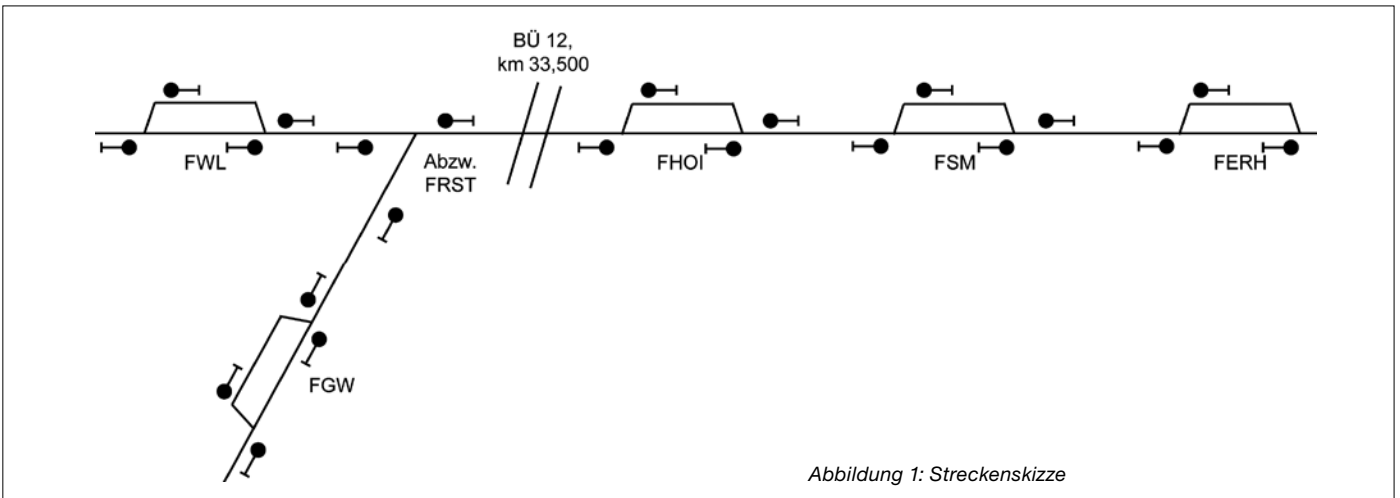 BÜ 12,
km 33,500
FWL
Abzw.
FRST
FHOI
FSM
FERH
FGW
Abbildung 1: Streckenskizze